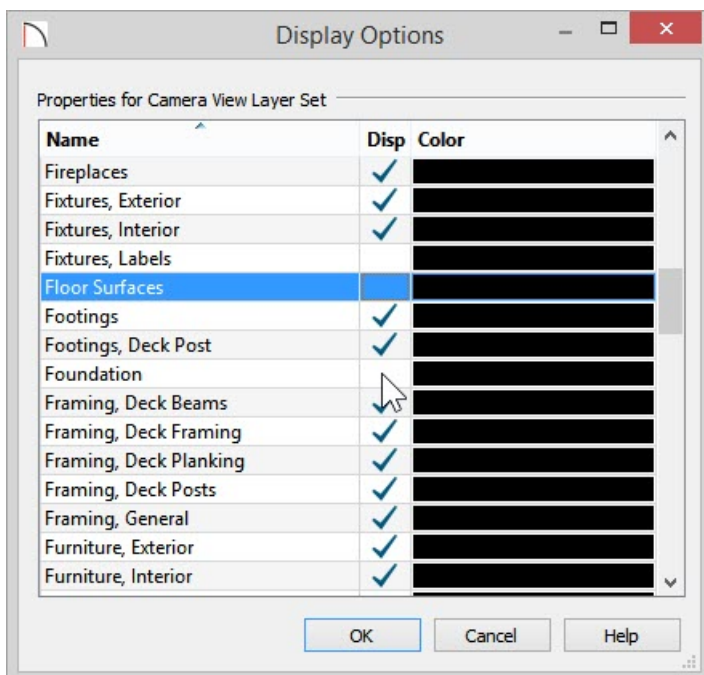 Display Options
Properties for Camera View Layer Set
Name Disp Color
Fireplaces
Fixtures, Exterior
Fixtures, Interior
Fixtures, Labels
Floor Surfaces
Footings
Footings, Deck Post
Foundation
Framing, Deck Beams
Framing, Deck Framing
Framing, Deck Planking
Framing, Deck Posts
Framing, General
Furniture, Exterior
Furniture, Interior
OK Cancel Help